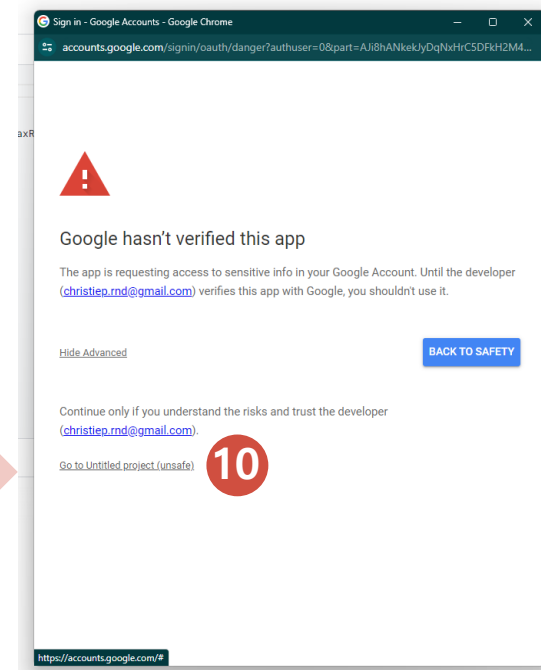 Sign in - Google Accounts - Google Chrome
accounts.google.com/signin/oauth/danger?authuser=0&part=AJi8hANkekJyDqNxHrC5DFkH2M4...
axR
Google hasn't verified this app
The app is requesting access to sensitive info in your Google Account. Until the developer
(christiep.rnd@gmail.com) verifies this app with Google, you shouldn't use it.
Hide Advanced
BACK TO SAFETY
Continue only if you understand the risks and trust the developer
(christiep.rnd@gmail.com).
Go to Untitled project (unsafe)
10
https://accounts.google.com/#